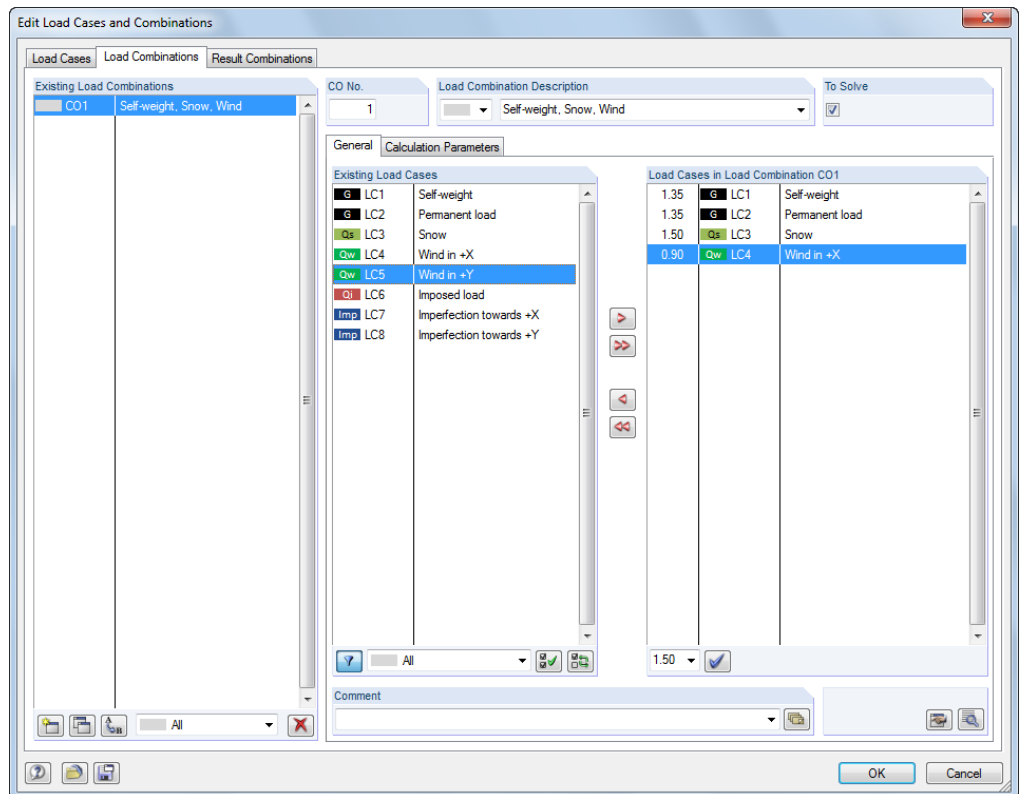 Edit Load Cases and Combinations
Load Cases Load Combinations Result Combinations
Existing Load Combinations
CO1 Self-weight, Snow, Wind
CO No.
1
Load Combination Description
Self-weight, Snow, Wind
To Solve
General Calculation Parameters
Existing Load Cases
G LC1 Self-weight
G LC2 Permanent load
Qs LC3 Snow
Qw LC4 Wind in +X
Qw LC5 Wind in +Y
Qi LC6 Imposed load
Imp LC7 Imperfection towards +X
Imp LC8 Imperfection towards +Y
Load Cases in Load Combination CO1
1.35 G LC1 Self-weight
1.35 G LC2 Permanent load
1.50 Qs LC3 Snow
0.90 Qw LC4 Wind in +X
All
1.50
Comment
All
OK Cancel